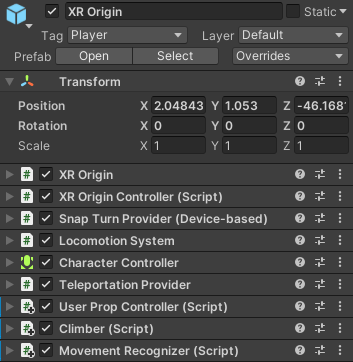 XR Origin Static
Tag Player Layer Default
Prefab Open Select Overrides
Transform
Position X 2.04843 Y 1.053 Z -46.168
Rotation X 0 Y 0 Z 0
Scale X 1 Y 1 Z 1
XR Origin
XR Origin Controller (Script)
Snap Turn Provider (Device-based)
Locomotion System
Character Controller
Teleportation Provider
User Prop Controller (Script)
Climber (Script)
Movement Recognizer (Script)